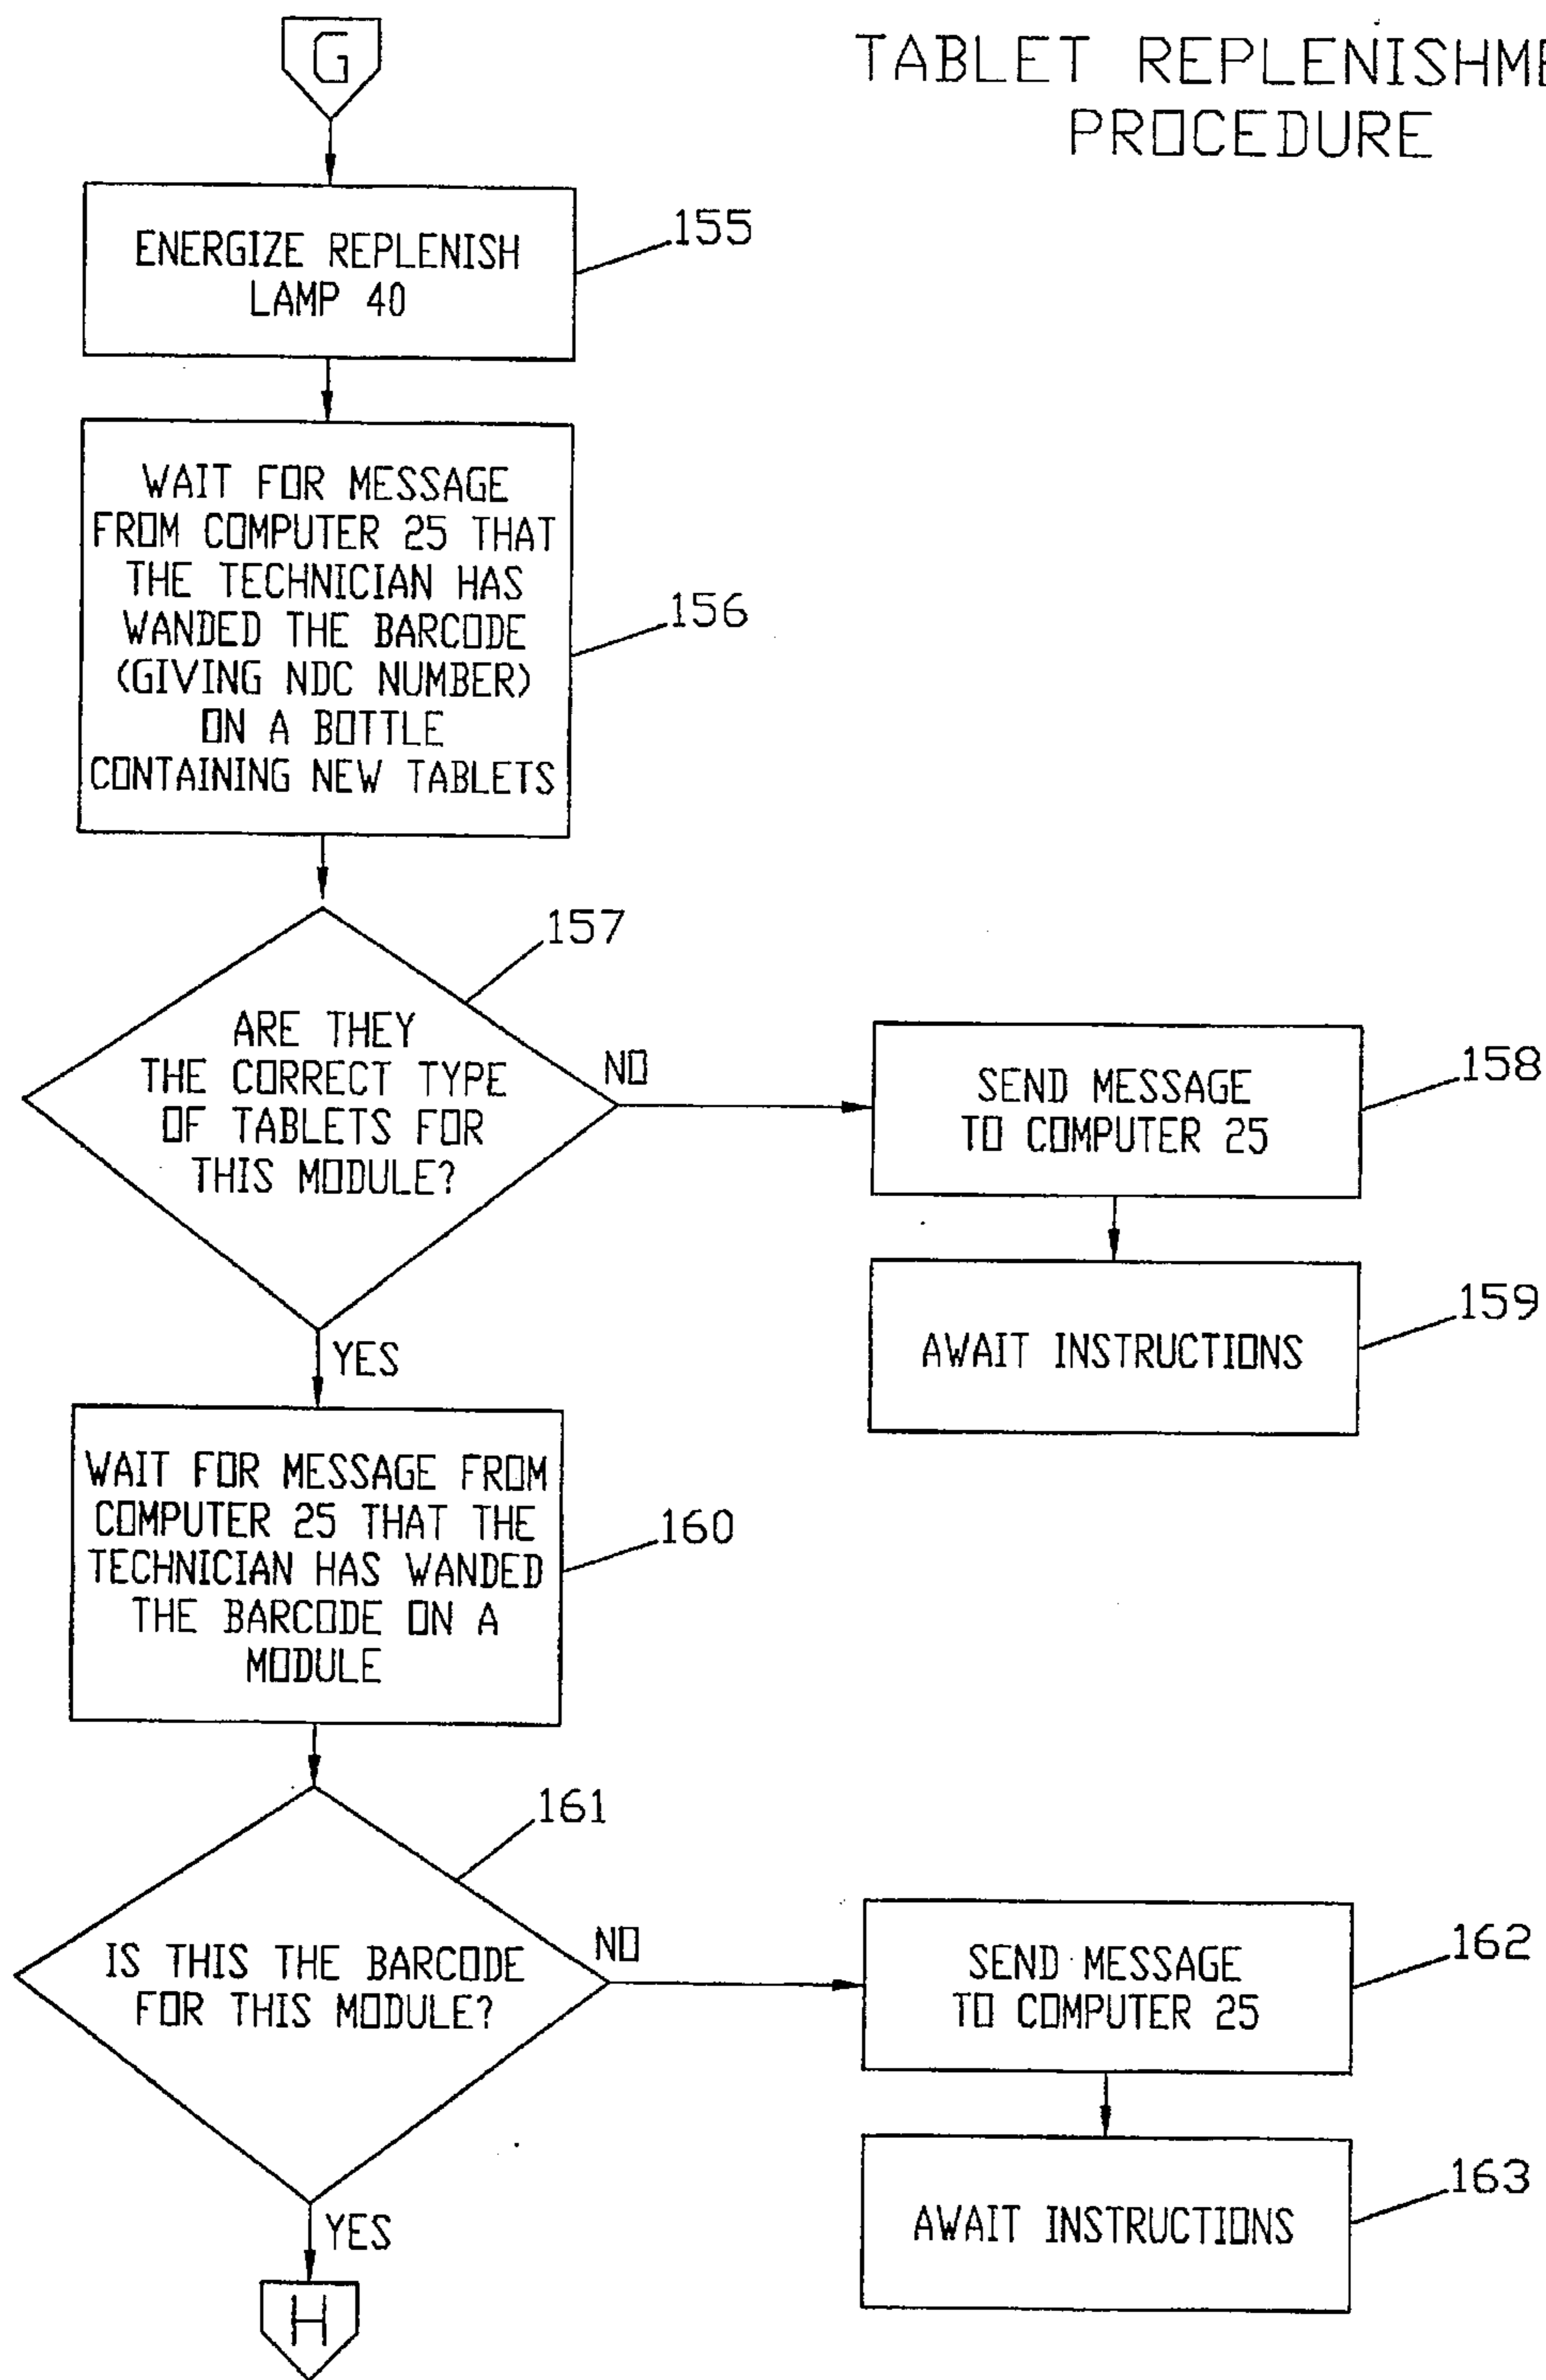 G
TABLET REPLENISHME
PROCEDURE
ENERGIZE REPLENISH
LAMP 40
155
WAIT FOR MESSAGE
FROM COMPUTER 25 THAT
THE TECHNICIAN HAS
WANDED THE BARCODE
(GIVING NDC NUMBER)
ON A BOTTLE
CONTAINING NEW TABLETS
156
157
ARE THEY
THE CORRECT TYPE
OF TABLETS FOR
THIS MODULE?
NO
SEND MESSAGE
TO COMPUTER 25
158
AWAIT INSTRUCTIONS
159
YES
WAIT FOR MESSAGE FROM
COMPUTER 25 THAT THE
TECHNICIAN HAS WANDED
THE BARCODE ON A
MODULE
160
161
IS THIS THE BARCODE
FOR THIS MODULE?
NO
SEND MESSAGE
TO COMPUTER 25
162
AWAIT INSTRUCTIONS
163
YES
H